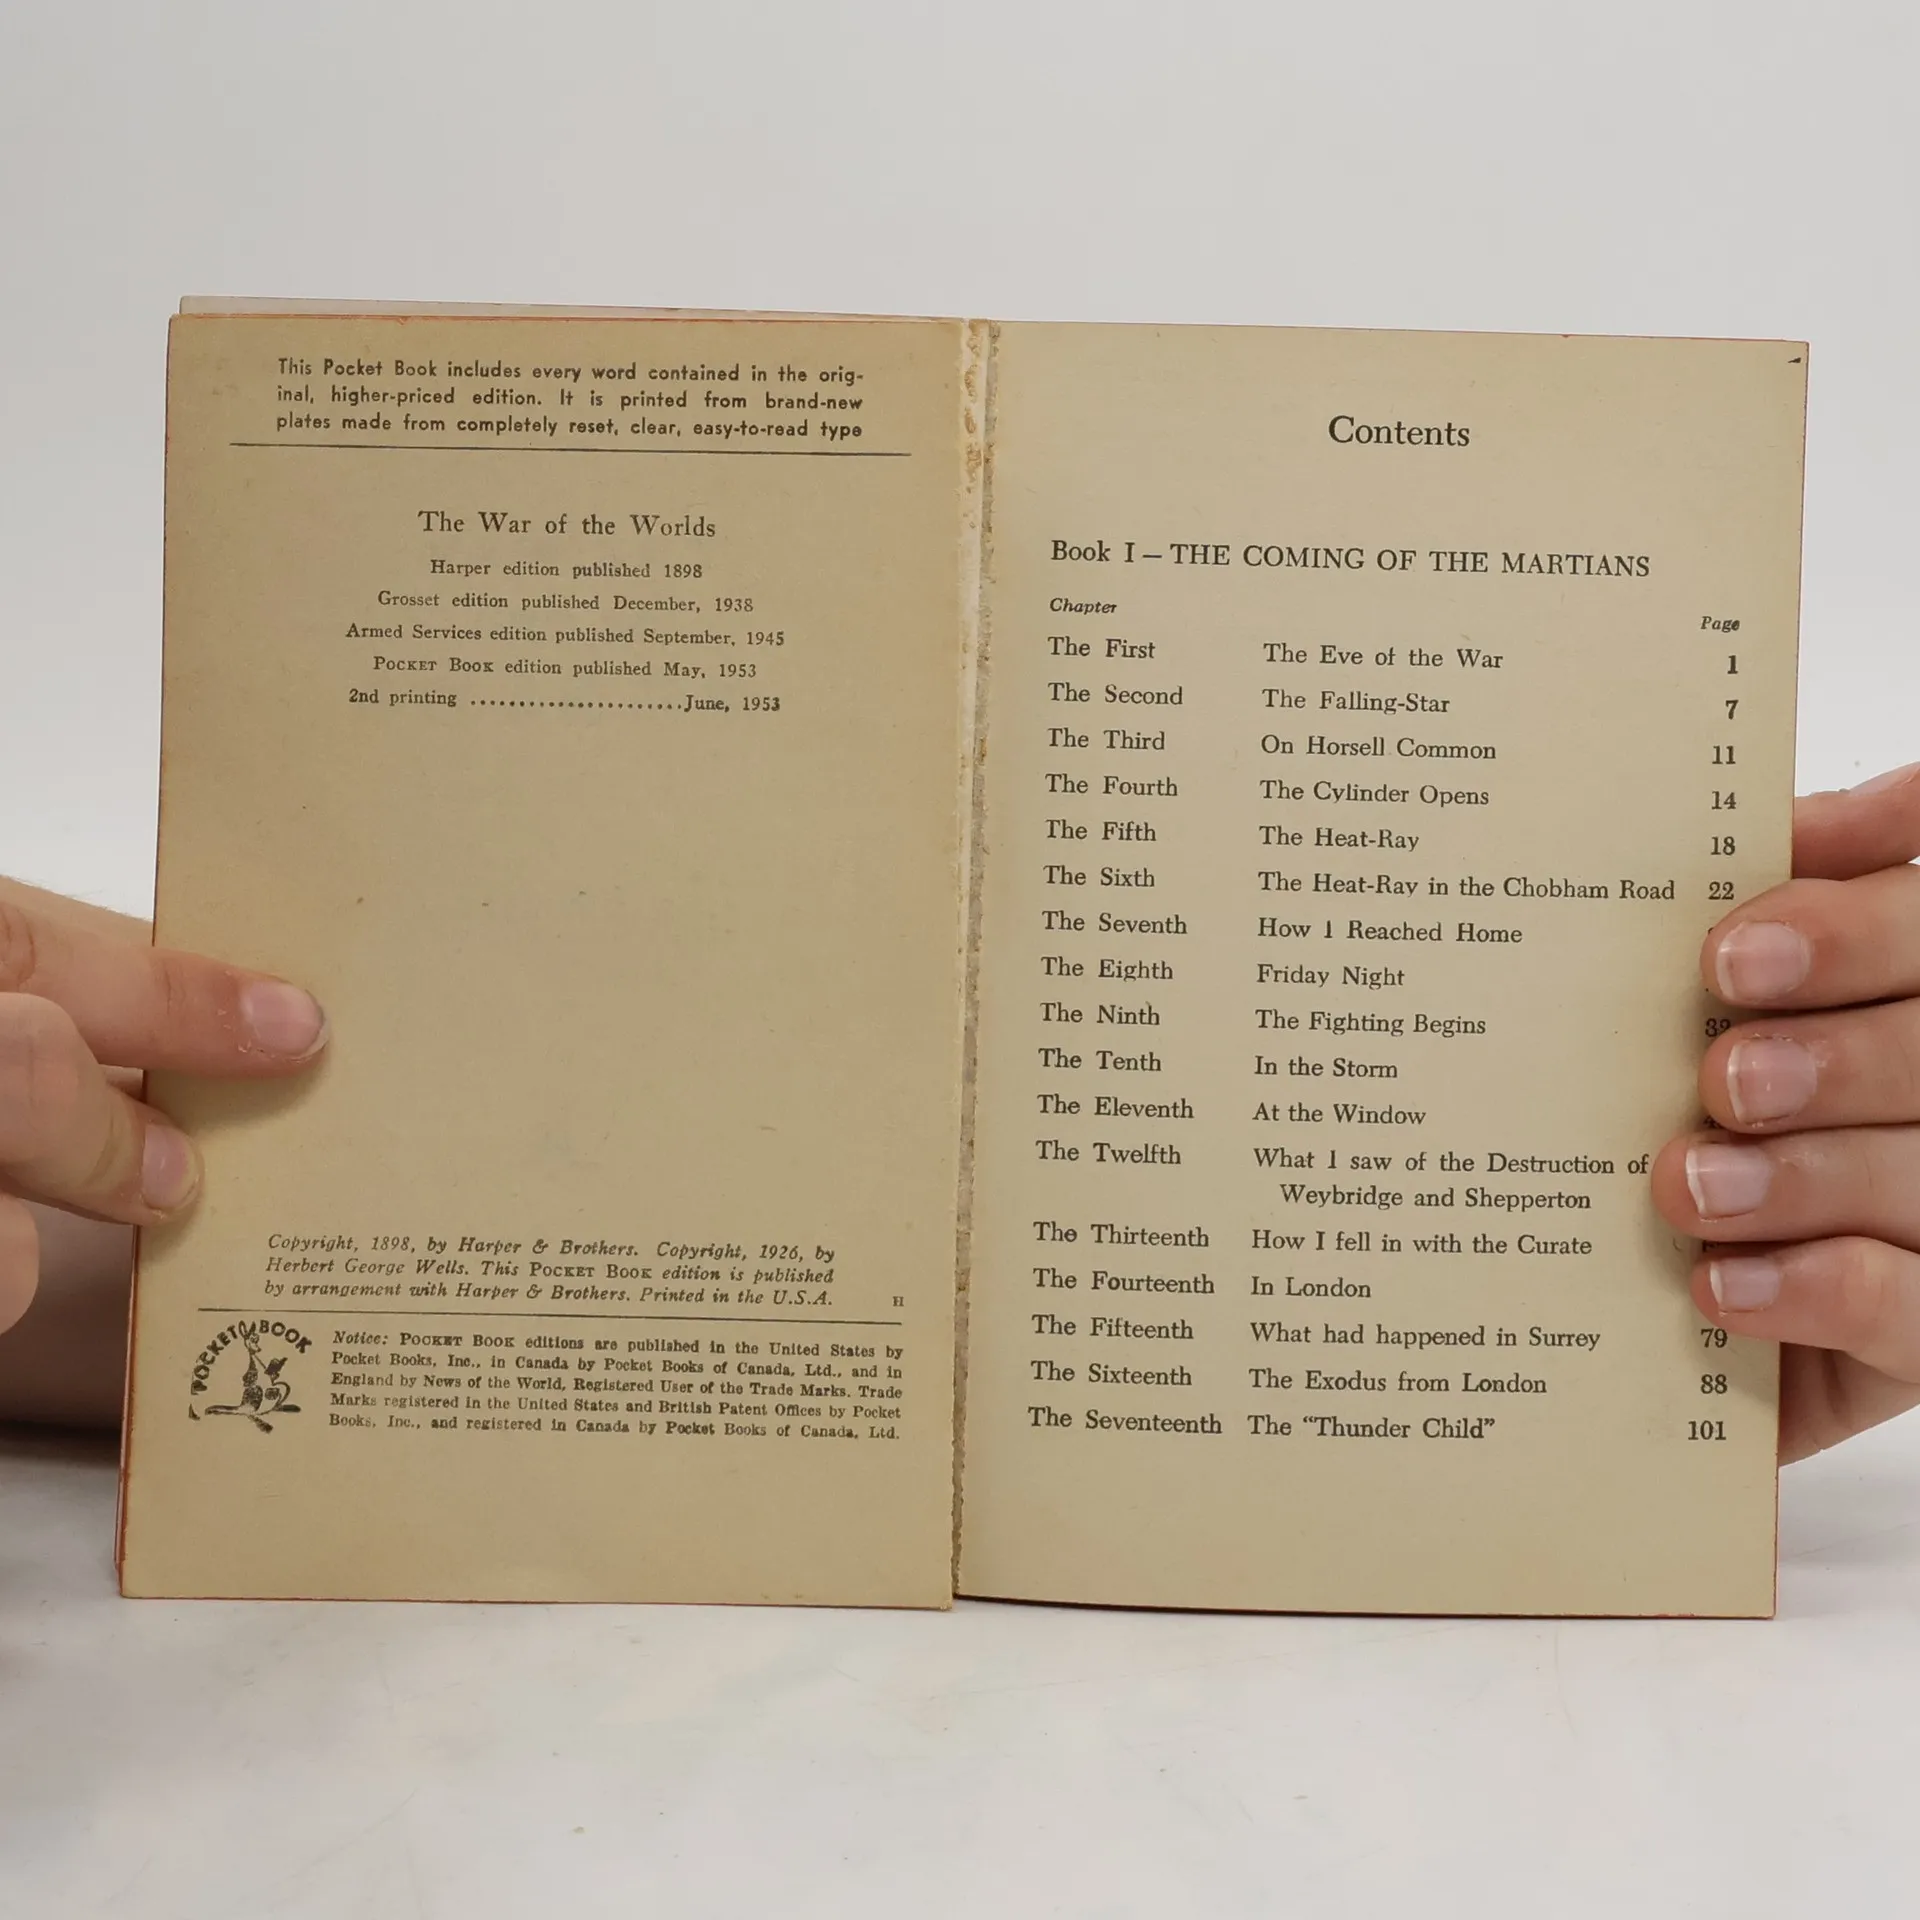 This Pocket Book includes every word contained in the orig-
inal, higher-priced edition. It is printed from brand-new
plates made from completely reset, clear, easy-to-read type
The War of the Worlds
Harper edition published 1898
Grosset edition published December, 1938
Armed Services edition published September, 1945
POCKET BOOK edition published May, 1953
2nd printing ......................June, 1953
Copyright, 1898, by Harper & Brothers. Copyright, 1926, by
Herbert George Wells. This POCKET BOOK edition is published
by arrangement with Harper & Brothers. Printed in the U.S.A.
H
POCKET BOOK
Notice: POCKET BOOK editions are published in the United States by
Pocket Books, Inc., in Canada by Pocket Books of Canada, Ltd., and in
England by News of the World, Registered User of the Trade Marks. Trade
Marks registered in the United States and British Patent Offices by Pocket
Books, Inc., and registered in Canada by Pocket Books of Canada, Ltd.
Contents
Book I — THE COMING OF THE MARTIANS
Chapter Page
The First The Eve of the War 1
The Second The Falling-Star 7
The Third On Horsell Common 11
The Fourth The Cylinder Opens 14
The Fifth The Heat-Ray 18
The Sixth The Heat-Ray in the Chobham Road 22
The Seventh How I Reached Home
The Eighth Friday Night
The Ninth The Fighting Begins
The Tenth In the Storm
The Eleventh At the Window
The Twelfth What I saw of the Destruction of
Weybridge and Shepperton
The Thirteenth How I fell in with the Curate
The Fourteenth In London
The Fifteenth What had happened in Surrey 79
The Sixteenth The Exodus from London 88
The Seventeenth The “Thunder Child” 101